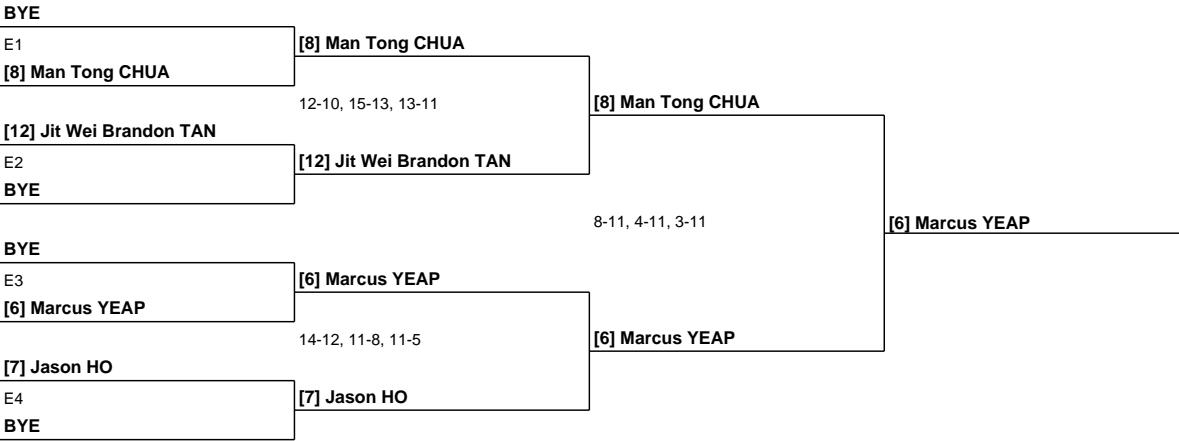 BYE
E1
[8] Man Tong CHUA
[8] Man Tong CHUA
12-10, 15-13, 13-11
[8] Man Tong CHUA
[12] Jit Wei Brandon TAN
E2
[12] Jit Wei Brandon TAN
BYE
8-11, 4-11, 3-11
[6] Marcus YEAP
BYE
E3
[6] Marcus YEAP
[6] Marcus YEAP
14-12, 11-8, 11-5
[6] Marcus YEAP
[7] Jason HO
E4
[7] Jason HO
BYE